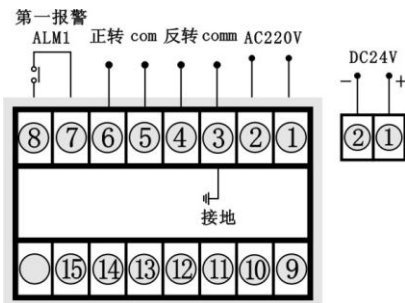 第一报警
ALM1 正转 com 反转 comm AC220V
DC24V
- +
⑧ ⑦ ⑥ ⑤ ④ ③ ② ①
② ①
接地
⑮ ⑭ ⑬ ⑫ ⑪ ⑩ ⑨